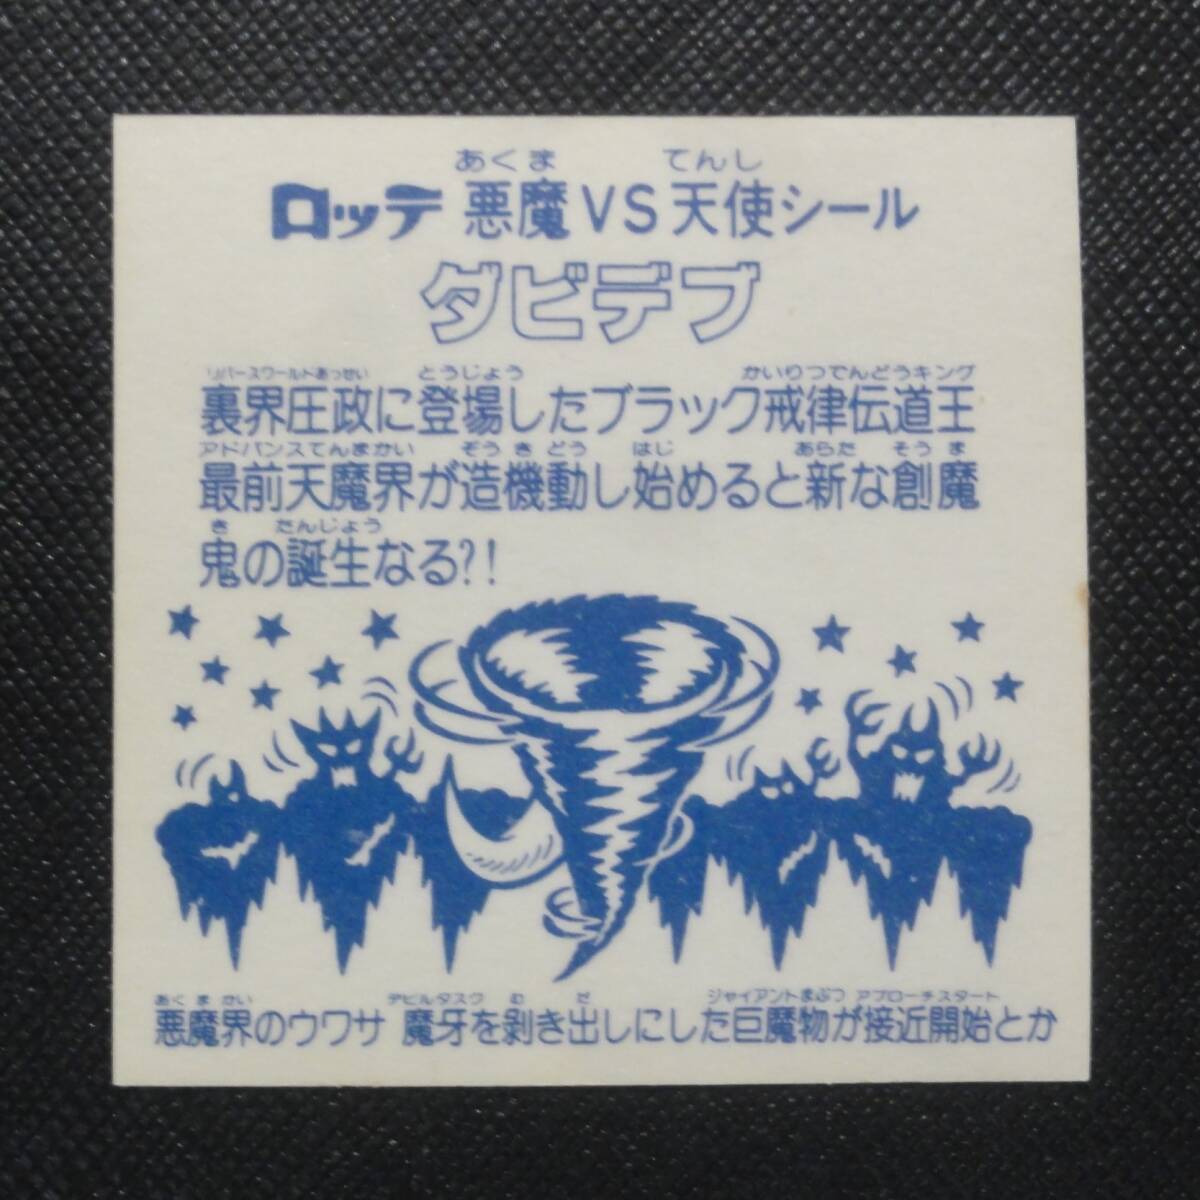 あくま てんし
ロッテ 悪魔VS天使シール
ダビデブ
リバースワールドあっせい とうじょう かいりつでんどうキング
裏界圧政に登場したブラック戒律伝道王
アドバンスてんまかい ぞうきどう はじ あらた そうま
最前天魔界が造機動し始めると新な創魔
き たんじょう
鬼の誕生なる?!
あくまかい デビルタスク む だ ジャイアントまぶつ アプローチスタート
悪魔界のウワサ 魔牙を剥き出しにした巨魔物が接近開始とか